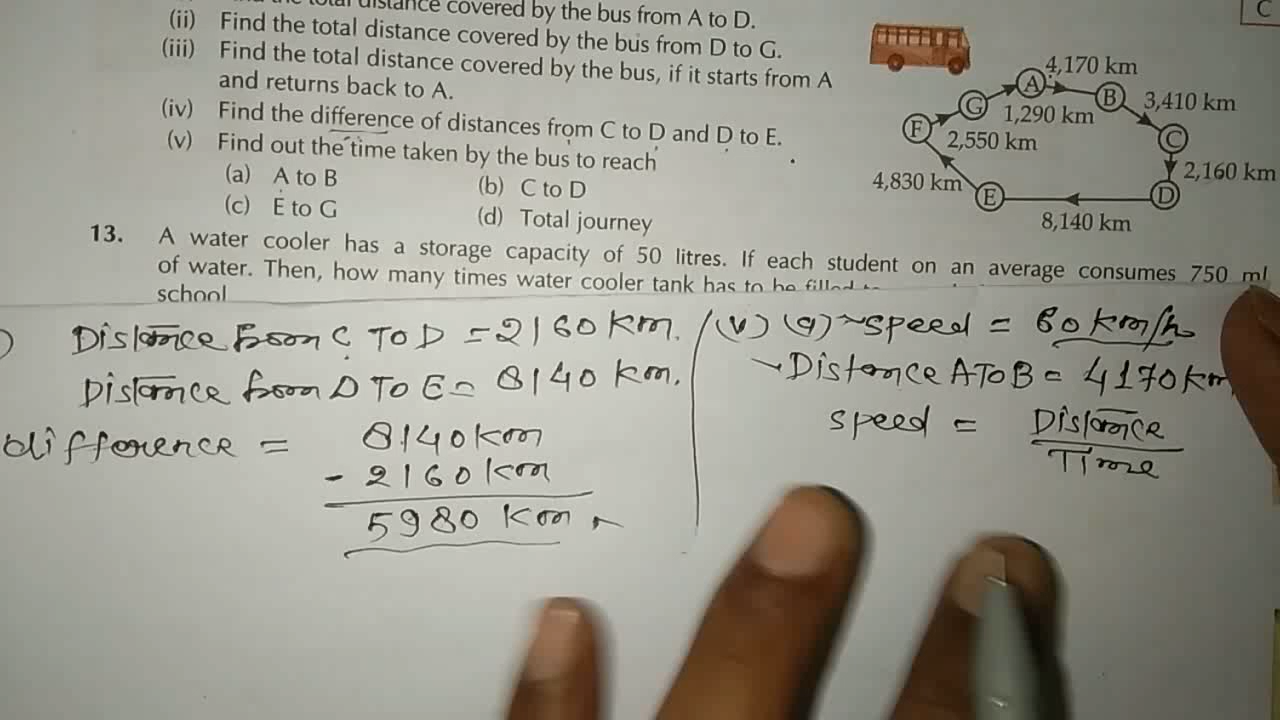 total distance covered by the bus from A to D.
(ii) Find the total distance covered by the bus from D to G.
(iii) Find the total distance covered by the bus, if it starts from A
and returns back to A.
(iv) Find the difference of distances from C to D and D to E.
(v) Find out the time taken by the bus to reach
(a) A to B
(b) C to D
(c) E to G
(d) Total journey
C
4,170 km
A
B
3,410 km
G
1,290 km
F
2,550 km
C
2,160 km
4,830 km
E
D
8,140 km
13. A water cooler has a storage capacity of 50 litres. If each student on an average consumes 750 ml
of water. Then, how many times water cooler tank has to be filled
school
) Distance from C TO D = 2160 km.
Distance from D TO E = 8140 km.
difference = 8140 km
- 2160 km
5980 km
(v) (a) speed = 60 km/h
Distance A TO B = 4170 km
speed = Distance
Time